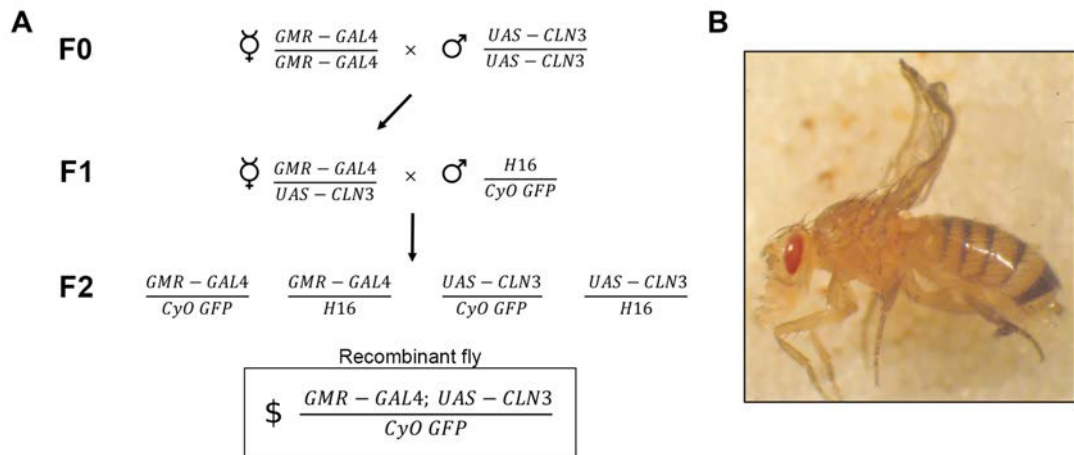 A
B
F0
☿ GMR – GAL4 × ♂ UAS – CLN3
GMR – GAL4 UAS – CLN3
F1
☿ GMR – GAL4 × ♂ H16
UAS – CLN3 CyO GFP
F2
GMR – GAL4 GMR – GAL4 UAS – CLN3 UAS – CLN3
CyO GFP H16 CyO GFP H16
Recombinant fly
$ GMR – GAL4; UAS – CLN3
CyO GFP